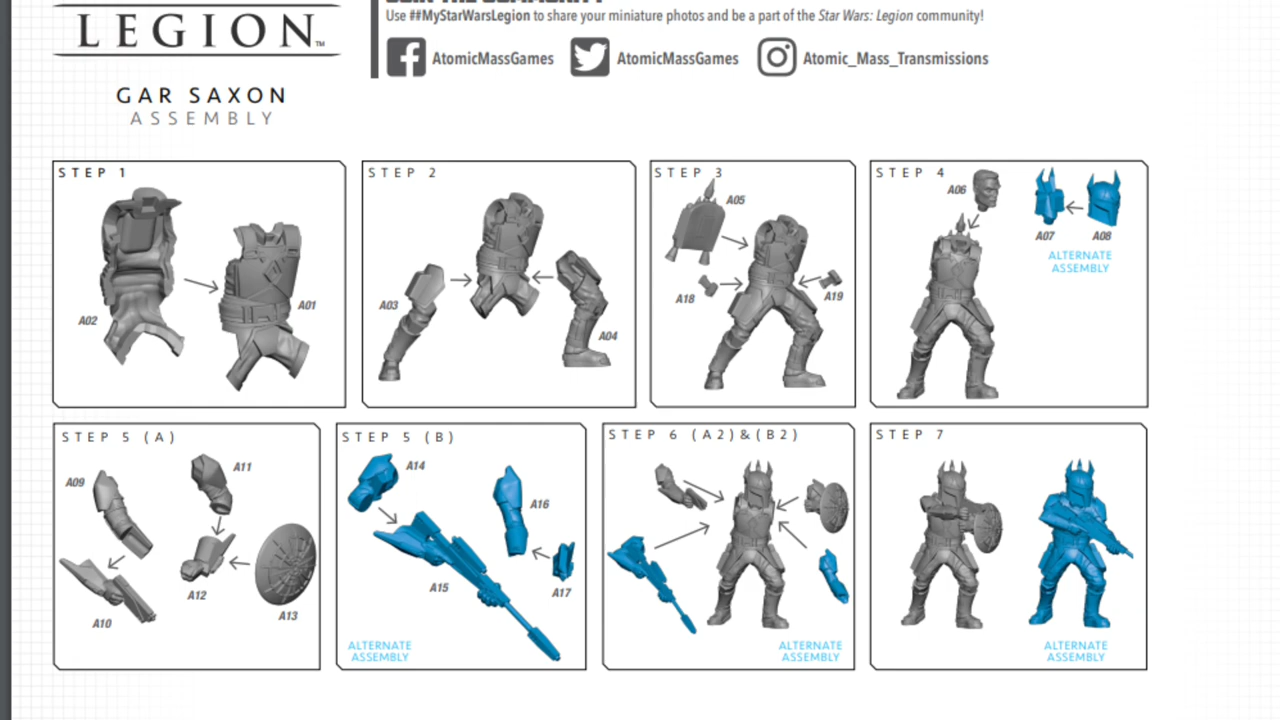 LEGION™
GAR SAXON
ASSEMBLY
Use ##MyStarWarsLegion to share your miniature photos and be a part of the Star Wars: Legion community!
AtomicMassGames
AtomicMassGames
Atomic_Mass_Transmissions
STEP 1
A02
A01
STEP 2
A03
A04
STEP 3
A05
A18
A19
STEP 4
A06
A07
A08
ALTERNATE
ASSEMBLY
STEP 5 (A)
A09
A11
A10
A12
A13
STEP 5 (B)
A14
A16
A15
A17
ALTERNATE
ASSEMBLY
STEP 6 (A2)&(B2)
ALTERNATE
ASSEMBLY
STEP 7
ALTERNATE
ASSEMBLY